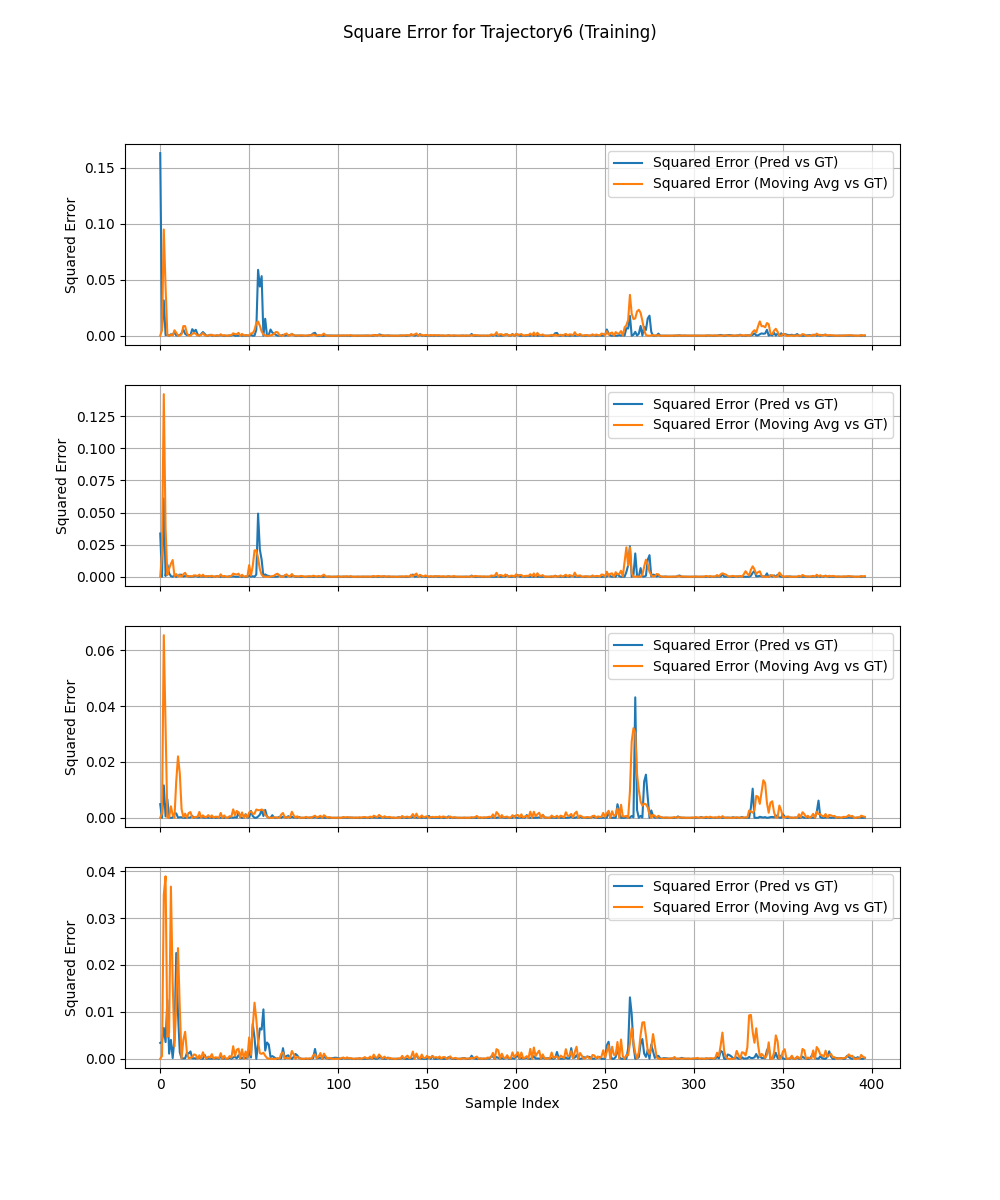 Square Error for Trajectory6 (Training)
Squared Error (Pred vs GT)
Squared Error (Moving Avg vs GT)
0.15
0.10
0.05
0.00
Squared Error
Squared Error (Pred vs GT)
Squared Error (Moving Avg vs GT)
0.125
0.100
0.075
0.050
0.025
0.000
Squared Error
Squared Error (Pred vs GT)
Squared Error (Moving Avg vs GT)
0.06
0.04
0.02
0.00
Squared Error
Squared Error (Pred vs GT)
Squared Error (Moving Avg vs GT)
0.04
0.03
0.02
0.01
0.00
Squared Error
0 50 100 150 200 250 300 350 400
Sample Index